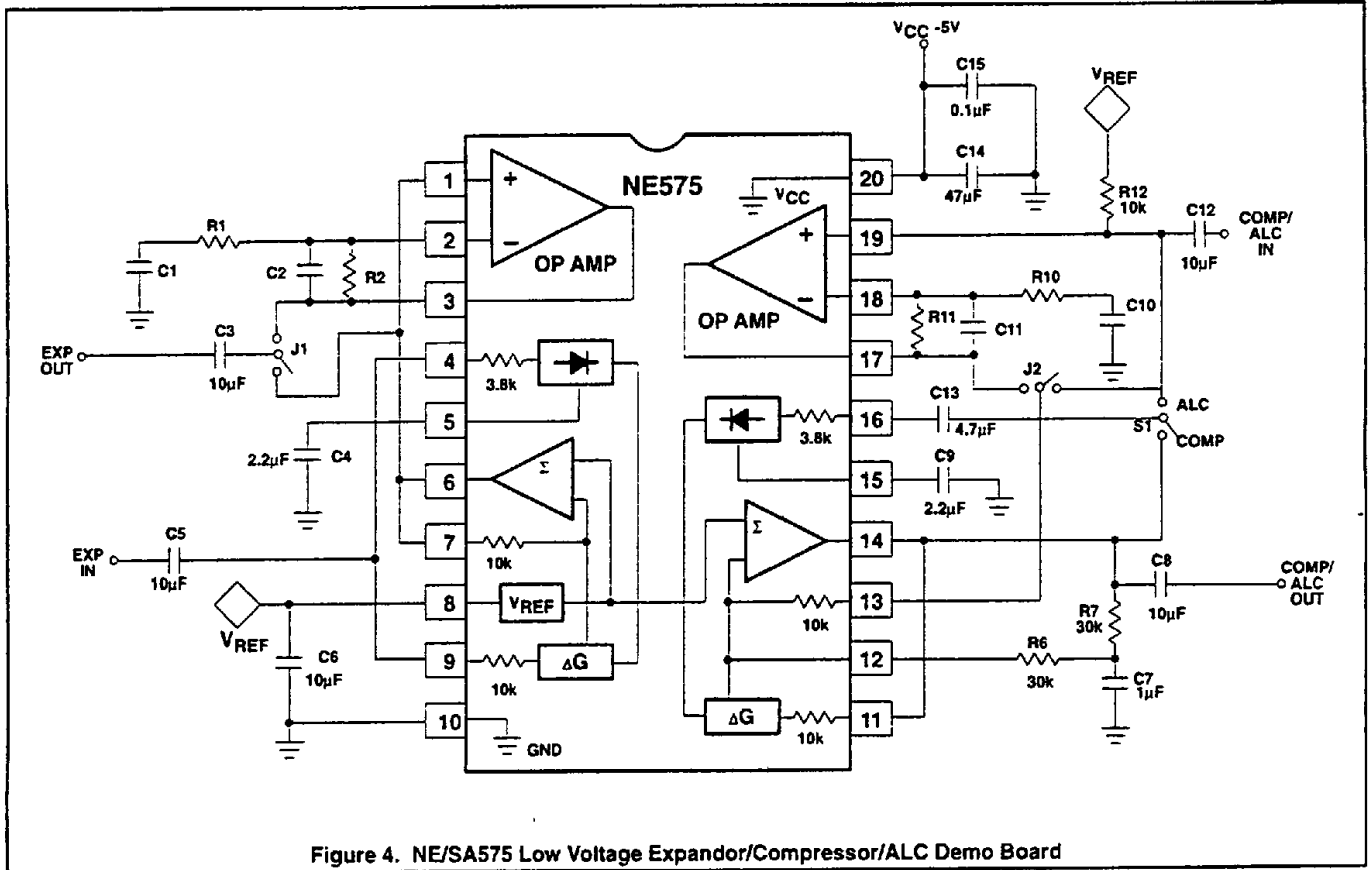 VCC -5V
C15
0.1µF
VREF
C14
47µF
R12
10k
C12
10µF
COMP/
ALC
IN
NE575
1
+
20
VCC
R1
2
−
+
19
C1
C2
R2
OP AMP
R10
3
−
18
R11
C11
C10
C3
J1
OP AMP
EXP
OUT
10µF
4
17
J2
3.8k
ALC
C13
5
16
4.7µF
S1
COMP
3.8k
2.2µF
C4
6
Σ
15
C9
2.2µF
C5
7
Σ
14
EXP
IN
10µF
10k
C8
COMP/
ALC
OUT
8
VREF
13
10µF
10k
R7
30k
VREF
C6
10µF
9
ΔG
12
R6
10k
30k
C7
1µF
10
ΔG
11
GND
10k
Figure 4. NE/SA575 Low Voltage Expandor/Compressor/ALC Demo Board